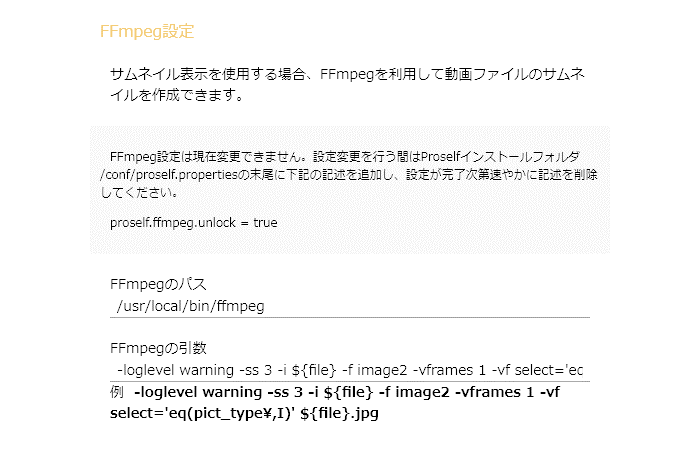 FFmpeg設定
サムネイル表示を使用する場合、FFmpegを利用して動画ファイルのサムネ
イルを作成できます。
FFmpeg設定は現在変更できません。設定変更を行う間はProselfインストールフォルダ
/conf/proself.propertiesの末尾に下記の記述を追加し、設定が完了次第速やかに記述を削除
してください。
proself.ffmpeg.unlock = true
FFmpegのパス
/usr/local/bin/ffmpeg
FFmpegの引数
-loglevel warning -ss 3 -i ${file} -f image2 -vframes 1 -vf select='ec
例 -loglevel warning -ss 3 -i ${file} -f image2 -vframes 1 -vf
select='eq(pict_type¥,I)' ${file}.jpg